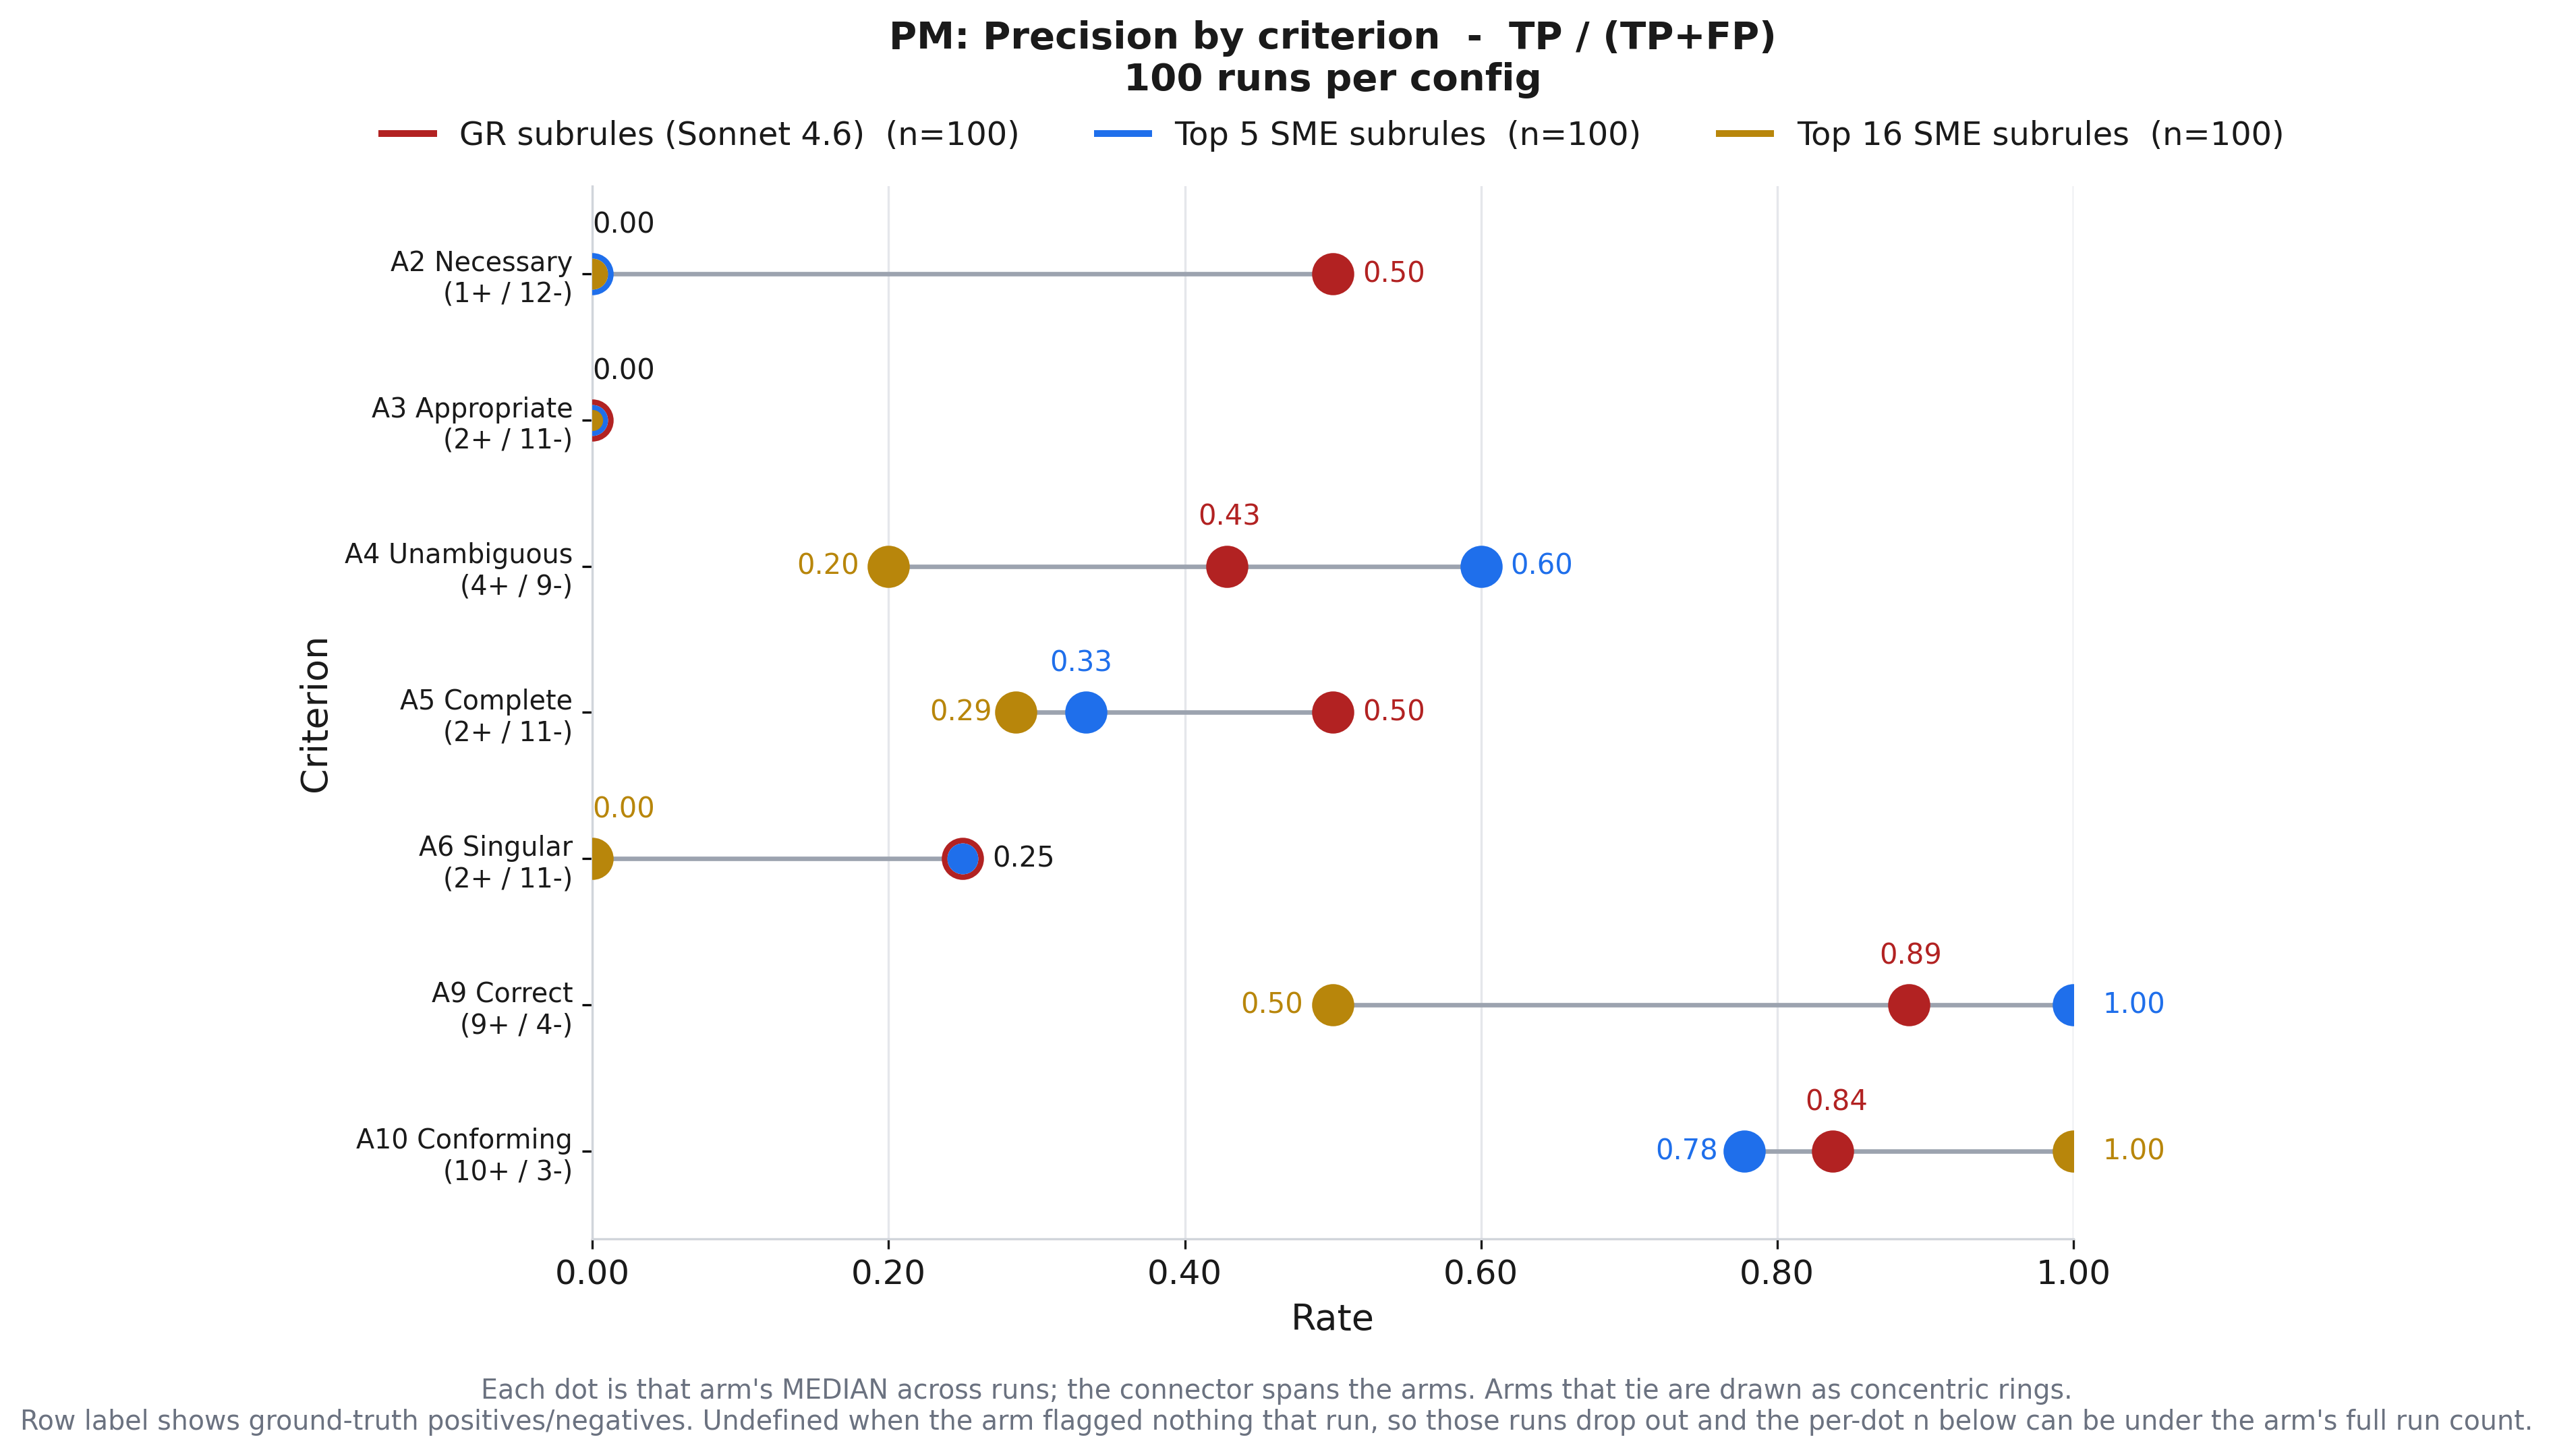 PM: Precision by criterion - TP / (TP+FP)
100 runs per config
GR subrules (Sonnet 4.6) (n=100)
Top 5 SME subrules (n=100)
Top 16 SME subrules (n=100)
0.00
A2 Necessary
(1+ / 12-)
0.50
0.00
A3 Appropriate
(2+ / 11-)
0.43
A4 Unambiguous
(4+ / 9-)
0.20
0.60
0.33
A5 Complete
(2+ / 11-)
0.29
0.50
Criterion
0.00
A6 Singular
(2+ / 11-)
0.25
0.89
A9 Correct
(9+ / 4-)
0.50
1.00
0.84
A10 Conforming
(10+ / 3-)
0.78
1.00
0.00 0.20 0.40 0.60 0.80 1.00
Rate
Each dot is that arm's MEDIAN across runs; the connector spans the arms. Arms that tie are drawn as concentric rings.
Row label shows ground-truth positives/negatives. Undefined when the arm flagged nothing that run, so those runs drop out and the per-dot n below can be under the arm's full run count.